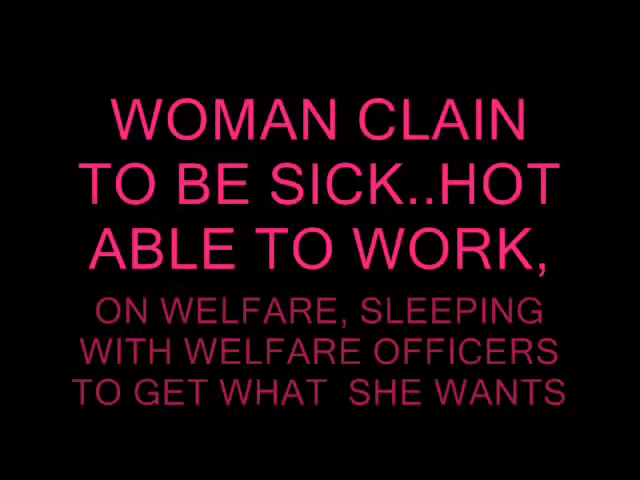 WOMAN CLAIN
TO BE SICK..HOT
ABLE TO WORK,
ON WELFARE, SLEEPING
WITH WELFARE OFFICERS
TO GET WHAT  SHE WANTS